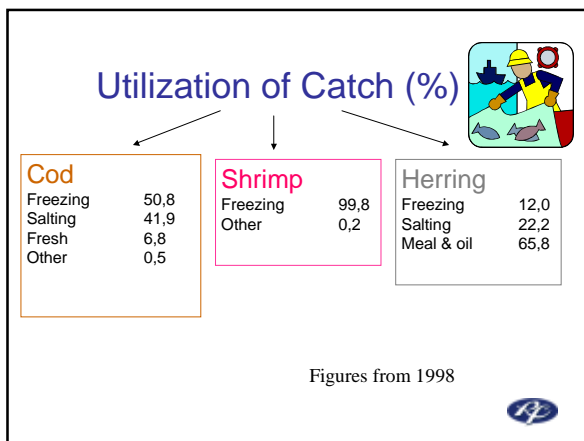 Utilization of Catch (%)
Cod
Freezing 50,8
Salting 41,9
Fresh 6,8
Other 0,5
Shrimp
Freezing 99,8
Other 0,2
Herring
Freezing 12,0
Salting 22,2
Meal & oil 65,8
Figures from 1998